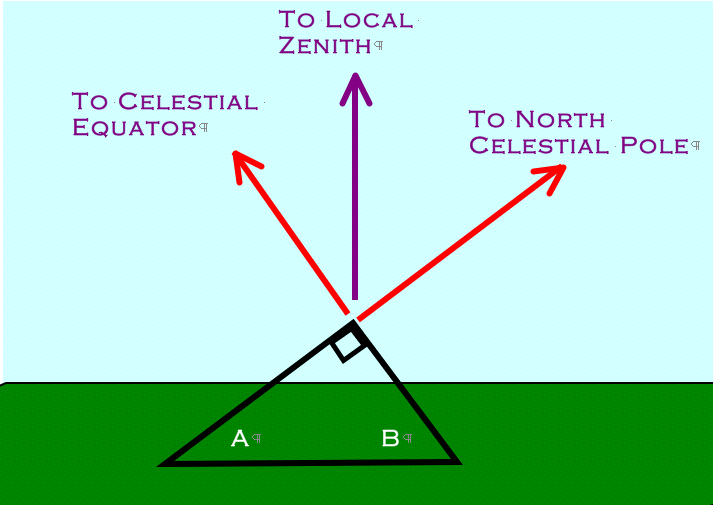 To Local
Zenith¶
To Celestial
Equator¶
To North
Celestial Pole¶
A¶
B¶